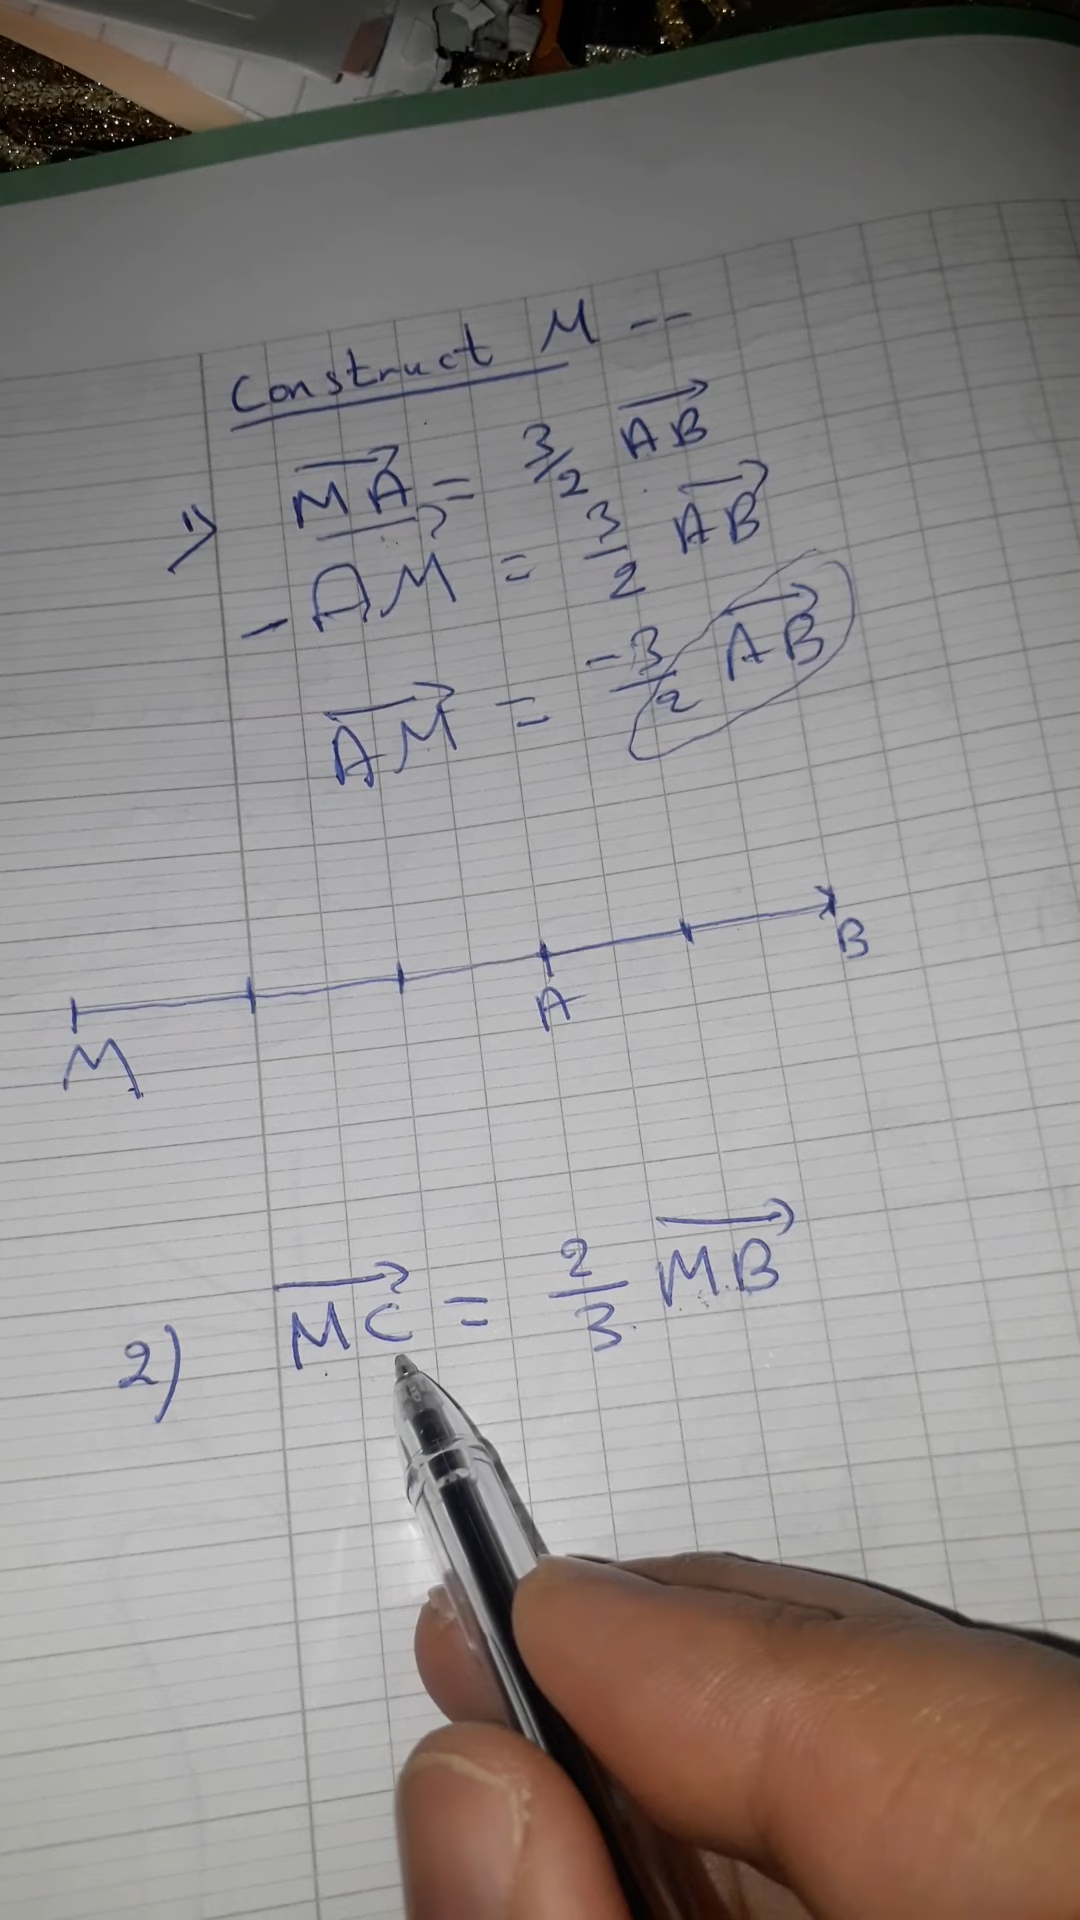 Construct M --
1) MA = 3/2 AB
- AM = 3/2 AB
AM = -3/2 AB
M A B
2) MC = 2/3 MB